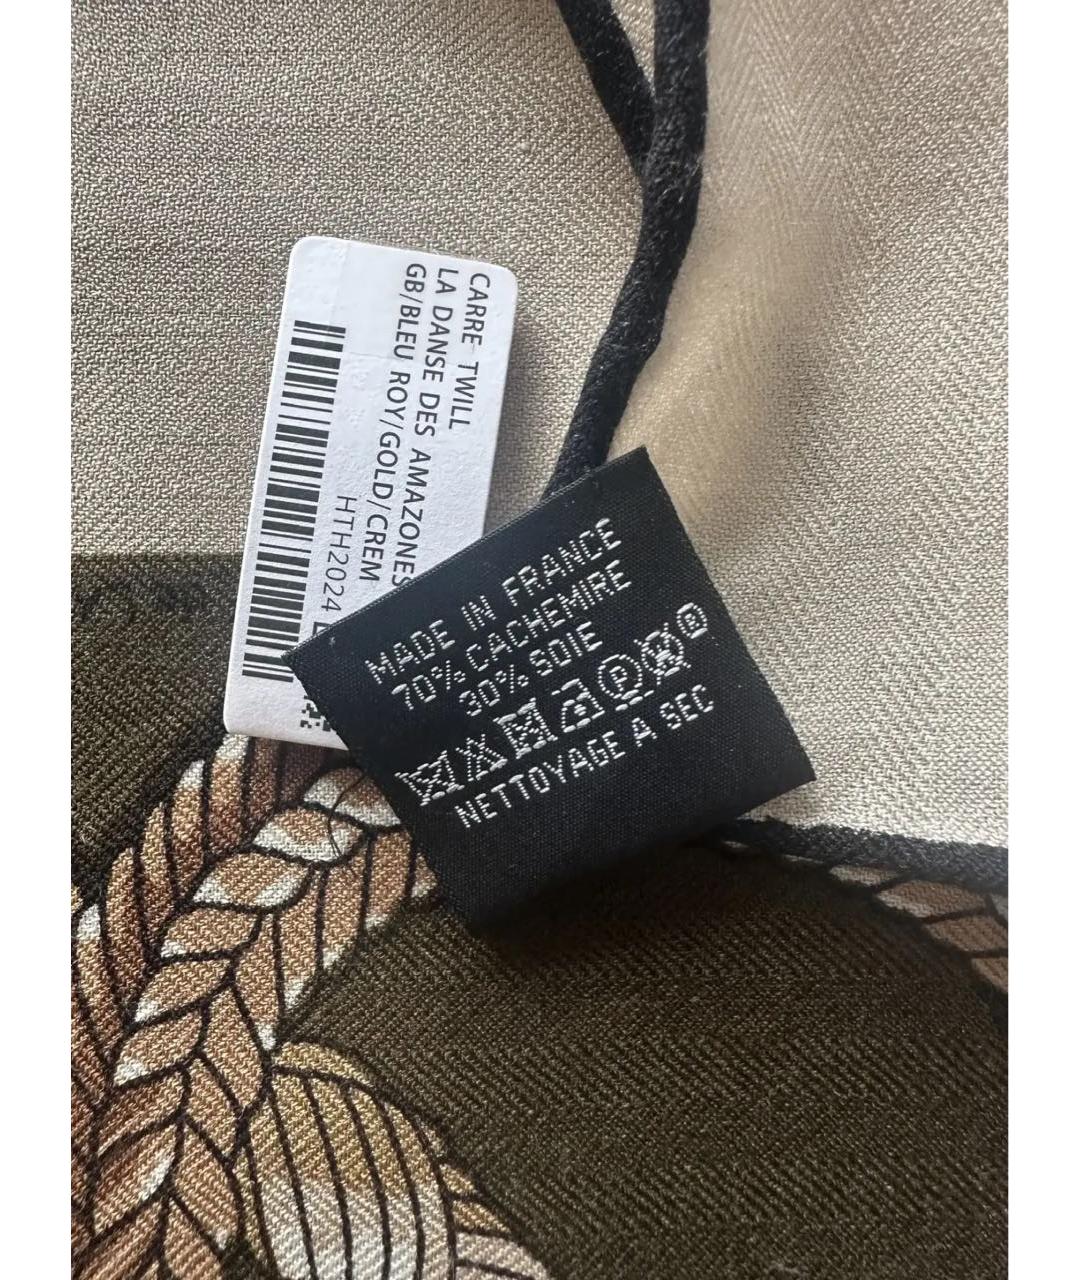 CARRE TWILL
LA DANSE DES AMAZONES
GB/BLEU ROY/GOLD/CREM
HTH2024
MADE IN FRANCE
70% CACHEMIRE
30% SOIE
NETTOYAGE A SEC